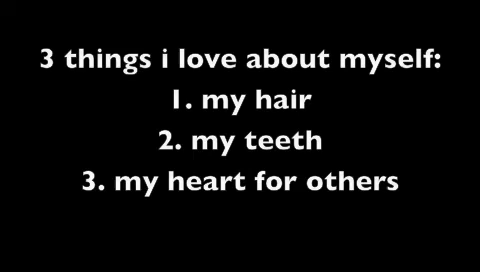 3 things i love about myself:
1. my hair
2. my teeth
3. my heart for others